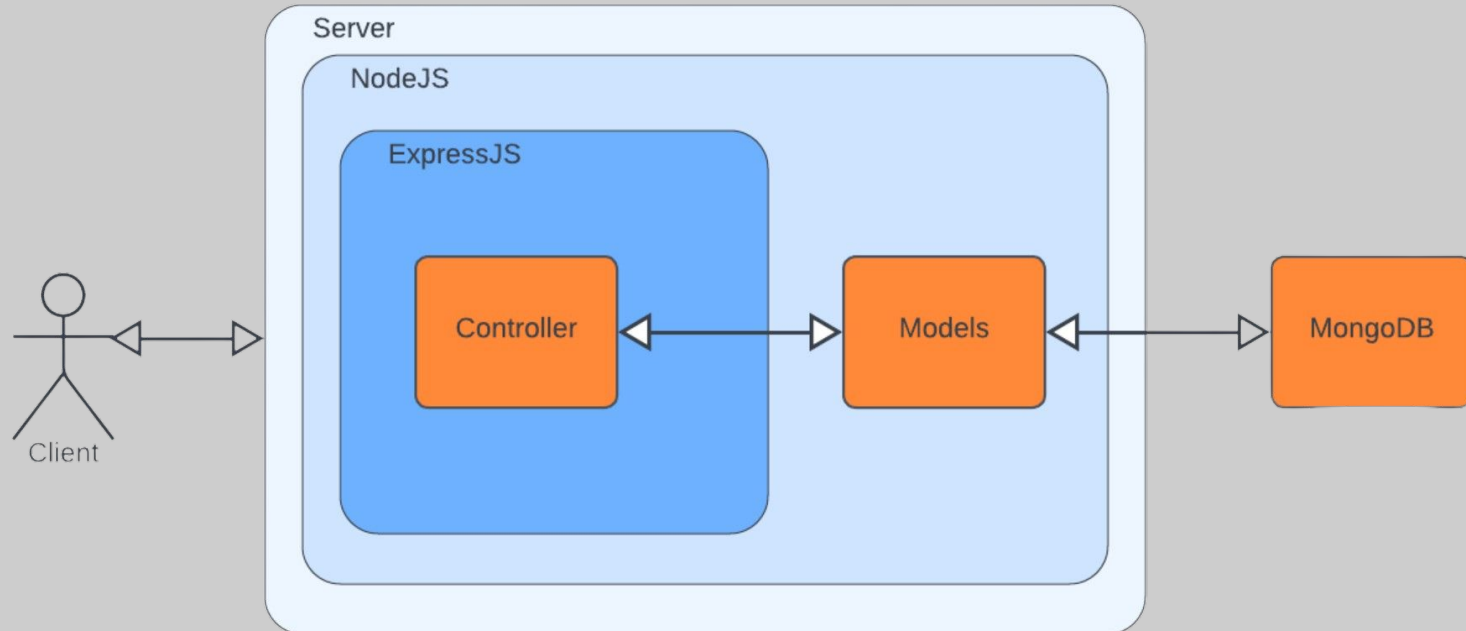 Server
NodeJS
ExpressJS
Controller
Models
MongoDB
Client